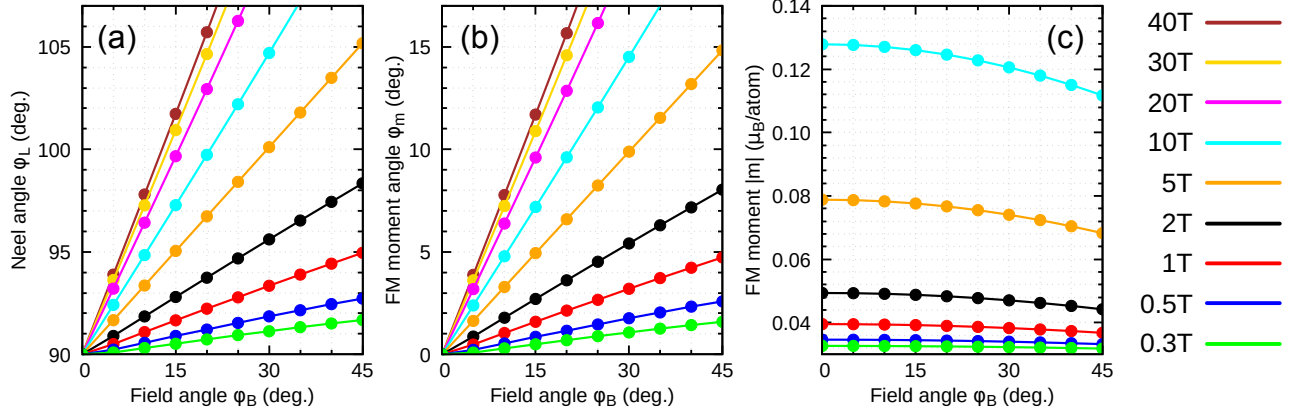 (a)
105
100
95
90
Neel angle φL (deg.)
0 15 30 45
Field angle φB (deg.)
(b)
15
10
5
0
FM moment angle φm (deg.)
0 15 30 45
Field angle φB (deg.)
(c)
0.14
0.12
0.10
0.08
0.06
0.04
FM moment |m| (μB/atom)
0 15 30 45
Field angle φB (deg.)
40T
30T
20T
10T
5T
2T
1T
0.5T
0.3T